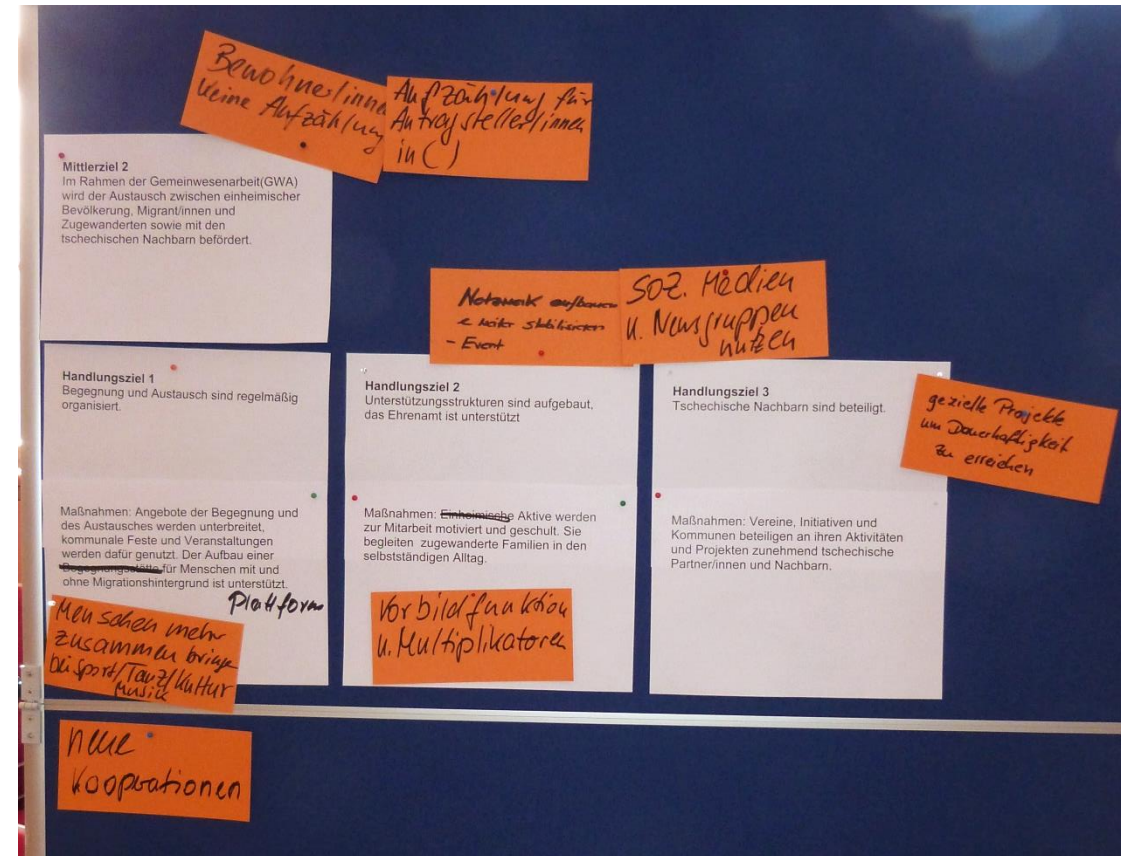 Bewohner/innen
keine Aufzählung
Aufzählung für
Antragsteller/innen
in ( )
Mittlerziel 2
Im Rahmen der Gemeinwesenarbeit(GWA)
wird der Austausch zwischen einheimischer
Bevölkerung, Migrant/innen und
Zugewanderten sowie mit den
tschechischen Nachbarn befördert.
Netzwerk aufbauen
e weiter stabilisieren
- Event
Soz. Medien
u. Newsgruppen
nutzen
Handlungsziel 1
Begegnung und Austausch sind regelmäßig
organisiert.
Maßnahmen: Angebote der Begegnung und
des Austausches werden unterbreitet,
kommunale Feste und Veranstaltungen
werden dafür genutzt. Der Aufbau einer
Begegnungsstätte für Menschen mit und
ohne Migrationshintergrund ist unterstützt.
Plattform
Menschen mehr
zusammen bringe
bei Sport/Tanz/Kultur
Musik
neue
Kooperationen
Handlungsziel 2
Unterstützungsstrukturen sind aufgebaut,
das Ehrenamt ist unterstützt
Maßnahmen: Einheimische Aktive werden
zur Mitarbeit motiviert und geschult. Sie
begleiten zugewanderte Familien in den
selbstständigen Alltag.
Vorbildfunktion
u. Multiplikatoren
Handlungsziel 3
Tschechische Nachbarn sind beteiligt.
Maßnahmen: Vereine, Initiativen und
Kommunen beteiligen an ihren Aktivitäten
und Projekten zunehmend tschechische
Partner/innen und Nachbarn.
gezielte Projekte
um Dauerhaftigkeit
zu erreichen